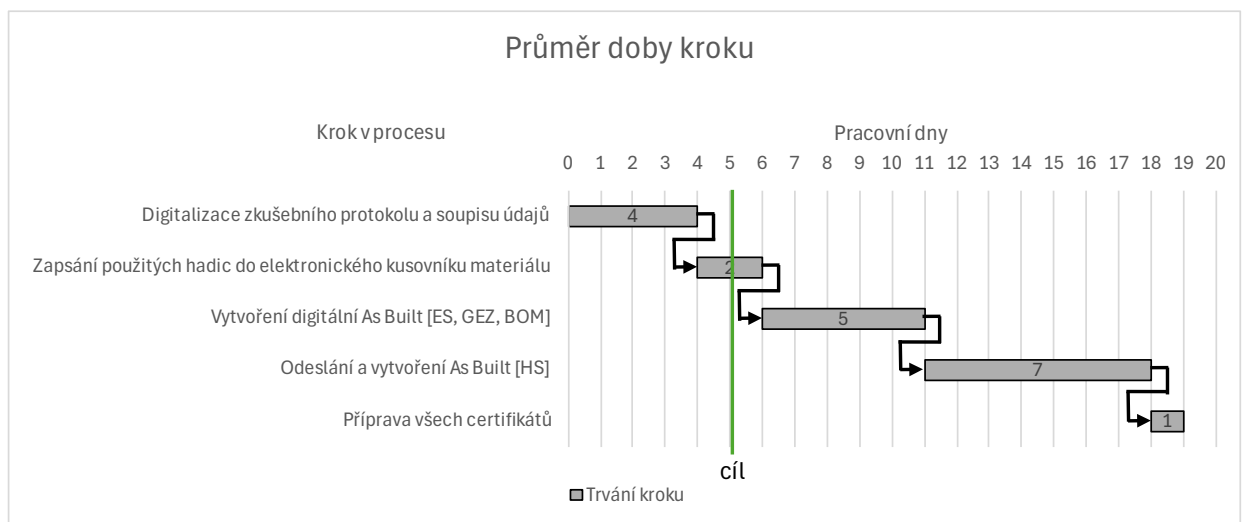 Průměr doby kroku
Krok v procesu
Pracovní dny
0 1 2 3 4 5 6 7 8 9 10 11 12 13 14 15 16 17 18 19 20
Digitalizace zkušebního protokolu a soupisu údajů
4
Zapsání použitých hadic do elektronického kusovníku materiálu
2
Vytvoření digitální As Built [ES, GEZ, BOM]
5
Odeslání a vytvoření As Built [HS]
7
Příprava všech certifikátů
1
cíl
Trvání kroku